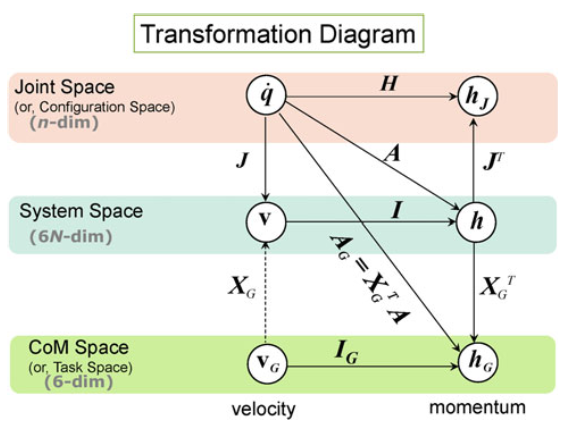 Transformation Diagram
Joint Space
(or, Configuration Space)
(n-dim)
q̇
H
h_J
J
A
J^T
System Space
(6N-dim)
v
I
h
X_G
A_G = X_G^T A
X_G^T
CoM Space
(or, Task Space)
(6-dim)
v_G
I_G
h_G
velocity
momentum